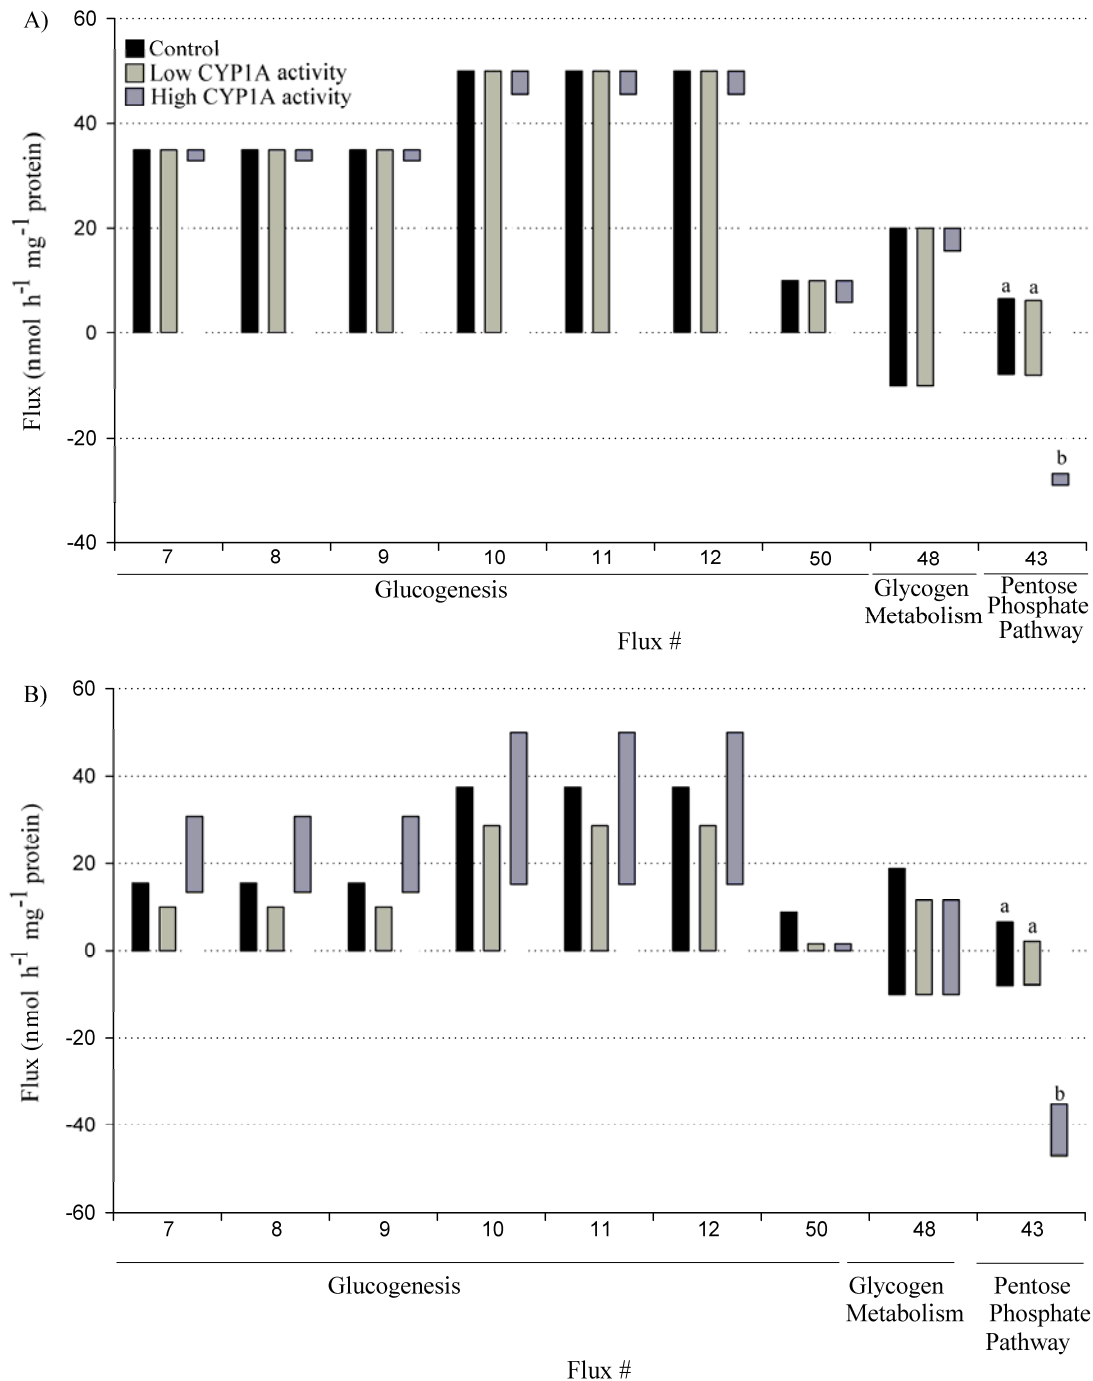 A)
60
Control
Low CYP1A activity
High CYP1A activity
40
20
0
-20
-40
Flux (nmol h-1 mg-1 protein)
a a
b
7 8 9 10 11 12 50 48 43
Glucogenesis
Glycogen
Metabolism
Pentose
Phosphate
Pathway
Flux #
B)
60
40
20
0
-20
-40
-60
Flux (nmol h-1 mg-1 protein)
a
a
b
7 8 9 10 11 12 50 48 43
Glucogenesis
Glycogen
Metabolism
Pentose
Phosphate
Pathway
Flux #